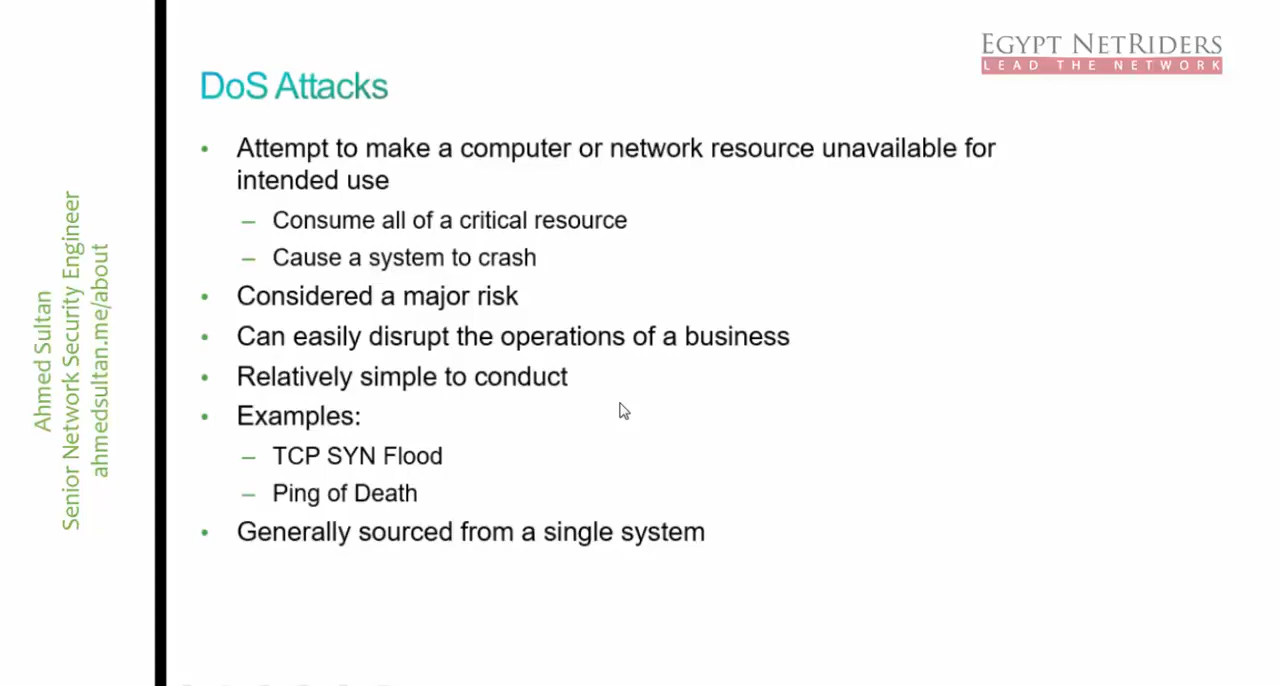 EGYPT NETRIDERS
LEAD THE NETWORK
DoS Attacks
• Attempt to make a computer or network resource unavailable for
intended use
– Consume all of a critical resource
– Cause a system to crash
• Considered a major risk
• Can easily disrupt the operations of a business
• Relatively simple to conduct
• Examples:
– TCP SYN Flood
– Ping of Death
• Generally sourced from a single system
Ahmed Sultan
Senior Network Security Engineer
ahmedsultan.me/about